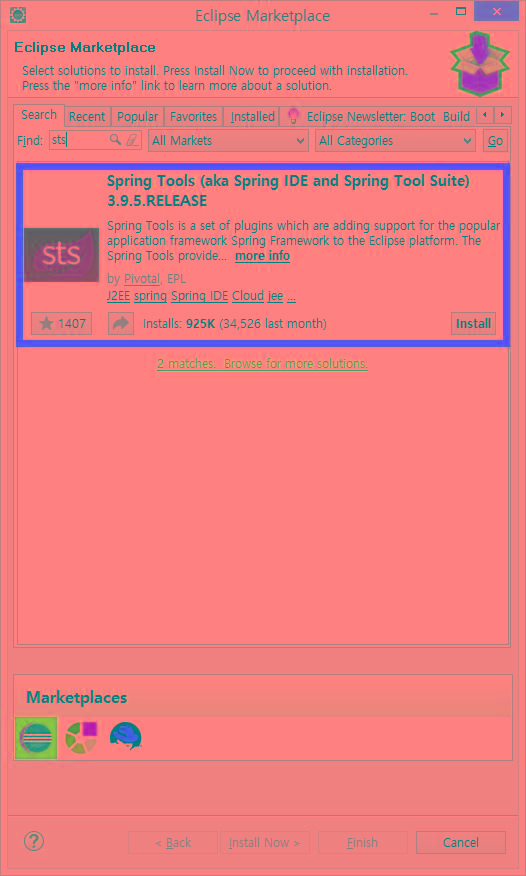 Eclipse Marketplace
Eclipse Marketplace
Select solutions to install. Press Install Now to proceed with installation.
Press the "more info" link to learn more about a solution.
Search Recent Popular Favorites Installed Eclipse Newsletter: Boot Build
Find: sts All Markets All Categories Go
Spring Tools (aka Spring IDE and Spring Tool Suite)
3.9.5.RELEASE
Spring Tools is a set of plugins which are adding support for the popular
application framework Spring Framework to the Eclipse platform. The
Spring Tools provide... more info
sts
by Pivotal, EPL
J2EE spring Spring IDE Cloud jee ...
1407 Installs: 925K (34,526 last month) Install
2 matches. Browse for more solutions.
Marketplaces
? < Back Install Now > Finish Cancel